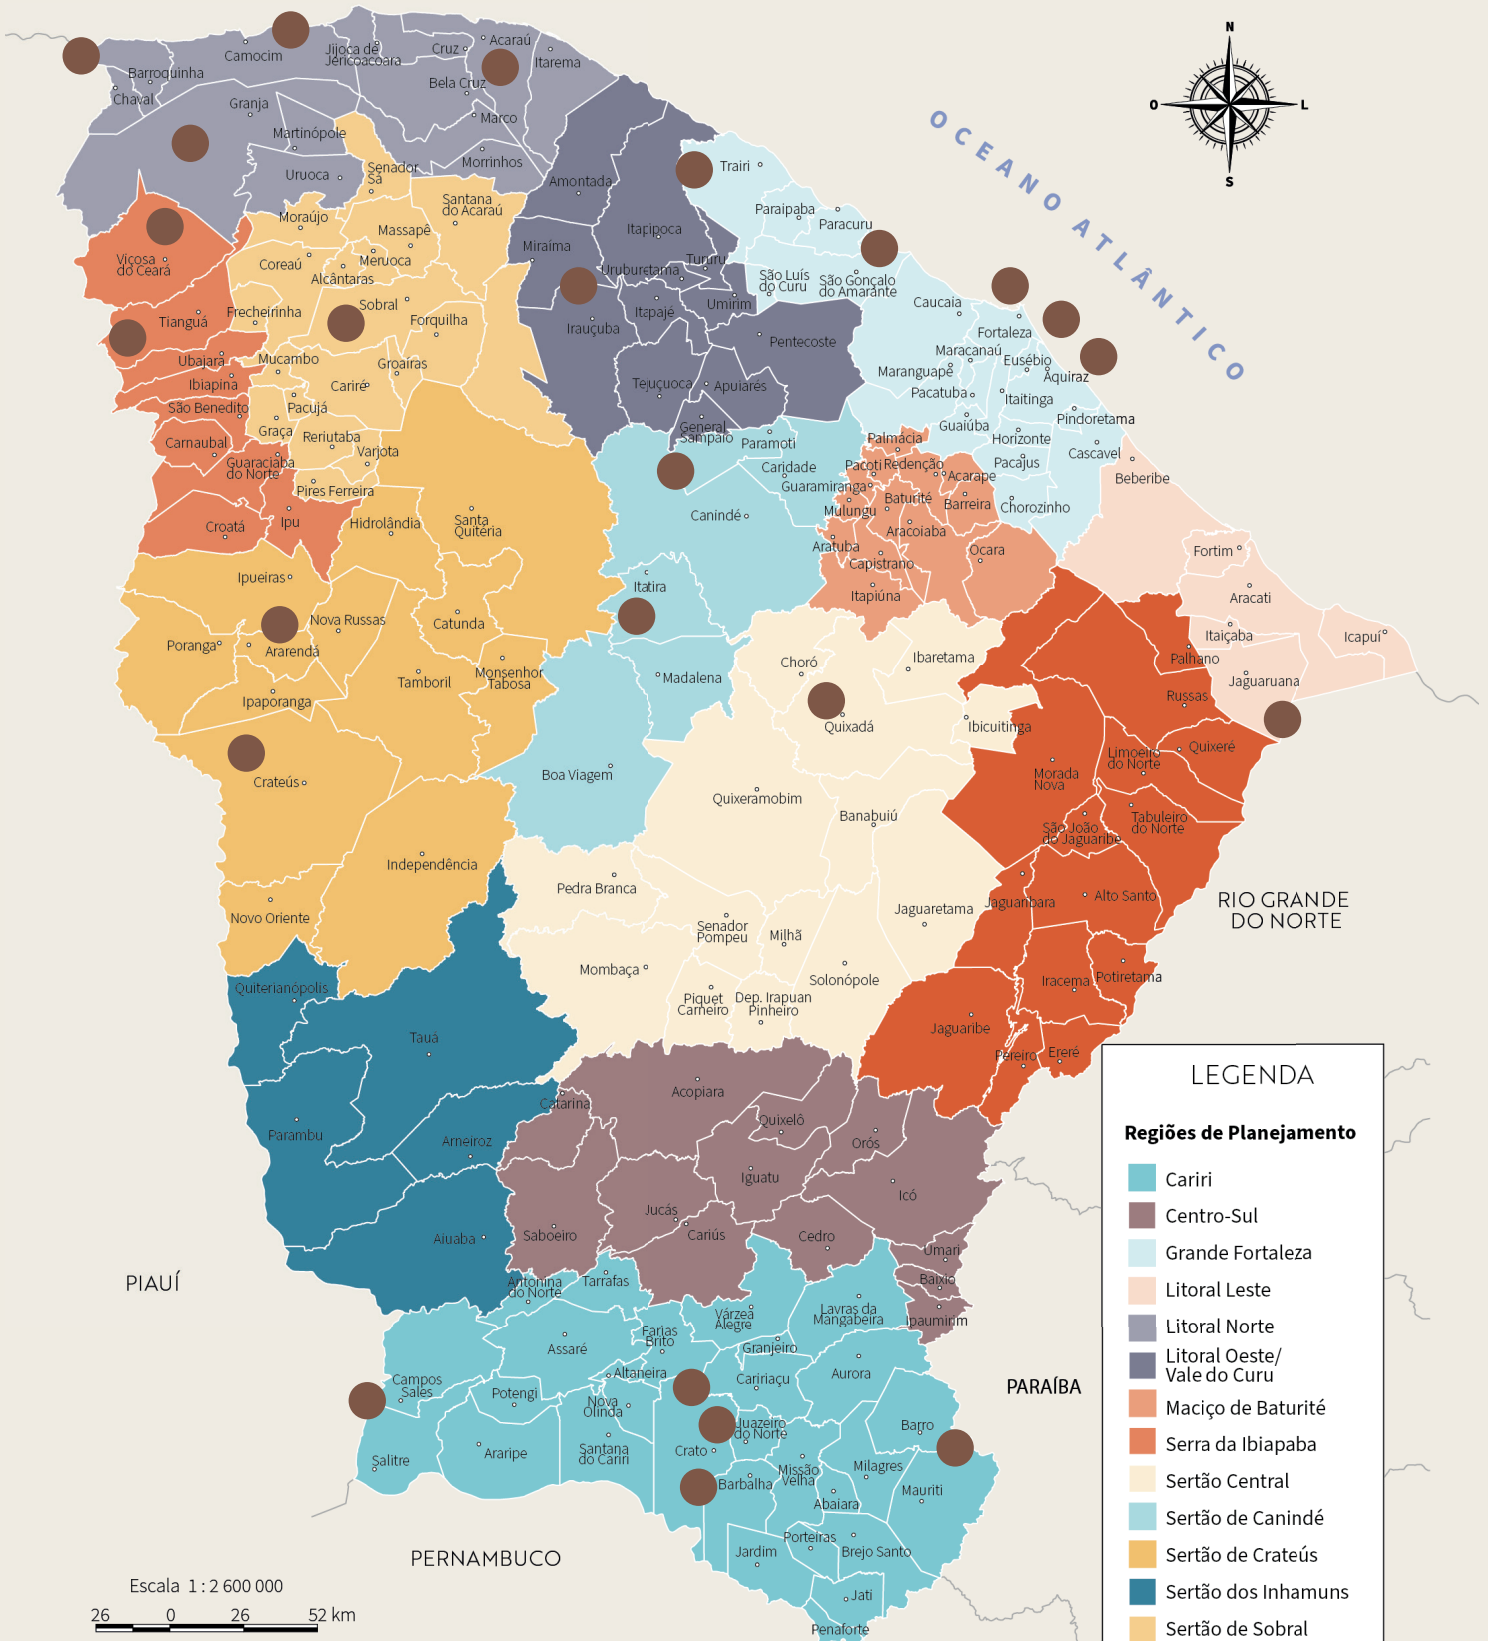 N
O
L
S
OCEANO ATLÂNTICO
Acaraú
Cruz
Itarema
Camocim
Jijoca de
Jericoacoara
Barroquinha
Bela Cruz
Chaval
Granja
Marco
Martinópole
Morrinhos
Uruoca
Senador
Sá
Trairi
Amontada
Santana
do Acaraú
Moraújo
Massapê
Paraipaba
Paracuru
Itapipoca
Miraíma
Viçosa
do Ceará
Coreaú
Meruoca
Alcântaras
Uruburetama
Tururu
São Luís
do Curu
São Gonçalo
do Amarante
Caucaia
Sobral
Umirim
Frecheirinha
Tianguá
Forquilha
Itapajé
Irauçuba
Fortaleza
Pentecoste
Maracanaú
Eusébio
Ubajara
Mucambo
Groaíras
Maranguape
Aquiraz
Ibiapina
Cariré
Tejuçuoca
Apuiarés
Pacatuba
Itaitinga
São Benedito
Pacujá
Pindoretama
Graça
Reriutaba
General
Sampaio
Guaiúba
Carnaubal
Paramoti
Palmácia
Horizonte
Varjota
Cascavel
Guaraciaba
do Norte
Caridade
Pacoti
Redenção
Pacajus
Acarape
Beberibe
Pires Ferreira
Guaramiranga
Baturité
Barreira
Chorozinho
Ipu
Croatá
Hidrolândia
Santa
Quitéria
Canindé
Mulungu
Aracoiaba
Aratuba
Ocara
Fortim
Capistrano
Ipueiras
Itatira
Itapiúna
Aracati
Nova Russas
Catunda
Itaiçaba
Icapuí
Poranga
Ararendá
Choró
Ibaretama
Palhano
Monsenhor
Tabosa
Tamboril
Madalena
Jaguaruana
Ipaporanga
Russas
Quixadá
Ibicuitinga
Limoeiro
do Norte
Quixeré
Crateús
Boa Viagem
Morada
Nova
Quixeramobim
Banabuiú
Tabuleiro
do Norte
São João
do Jaguaribe
Independência
Pedra Branca
Jaguaretama
Jaguaribara
Alto Santo
RIO GRANDE
DO NORTE
Novo Oriente
Senador
Pompeu
Milhã
Mombaça
Solonópole
Iracema
Potiretama
Quiterianópolis
Piquet
Carneiro
Dep. Irapuan
Pinheiro
Tauá
Jaguaribe
Pereiro
Ereré
Acopiara
Catarina
Quixelô
Parambu
Arneiroz
Orós
Iguatu
Icó
Jucás
Cariús
Aiuaba
Saboeiro
Cedro
Umari
Baixio
PIAUÍ
Antonina
do Norte
Tarrafas
Várzea
Alegre
Lavras da
Mangabeira
Ipaumirim
Farias
Brito
Assaré
Granjeiro
Altaneira
Caririaçu
Aurora
Campos
Sales
Potengi
Nova
Olinda
PARAÍBA
Juazeiro
do Norte
Barro
Crato
Araripe
Santana
do Cariri
Salitre
Missão
Velha
Milagres
Barbalha
Mauriti
Abaiara
Porteiras
Jardim
Brejo Santo
Jati
Penaforte
PERNAMBUCO
Escala 1 : 2 600 000
26 0 26 52 km
LEGENDA
Regiões de Planejamento
Cariri
Centro-Sul
Grande Fortaleza
Litoral Leste
Litoral Norte
Litoral Oeste/
Vale do Curu
Maciço de Baturité
Serra da Ibiapaba
Sertão Central
Sertão de Canindé
Sertão de Crateús
Sertão dos Inhamuns
Sertão de Sobral